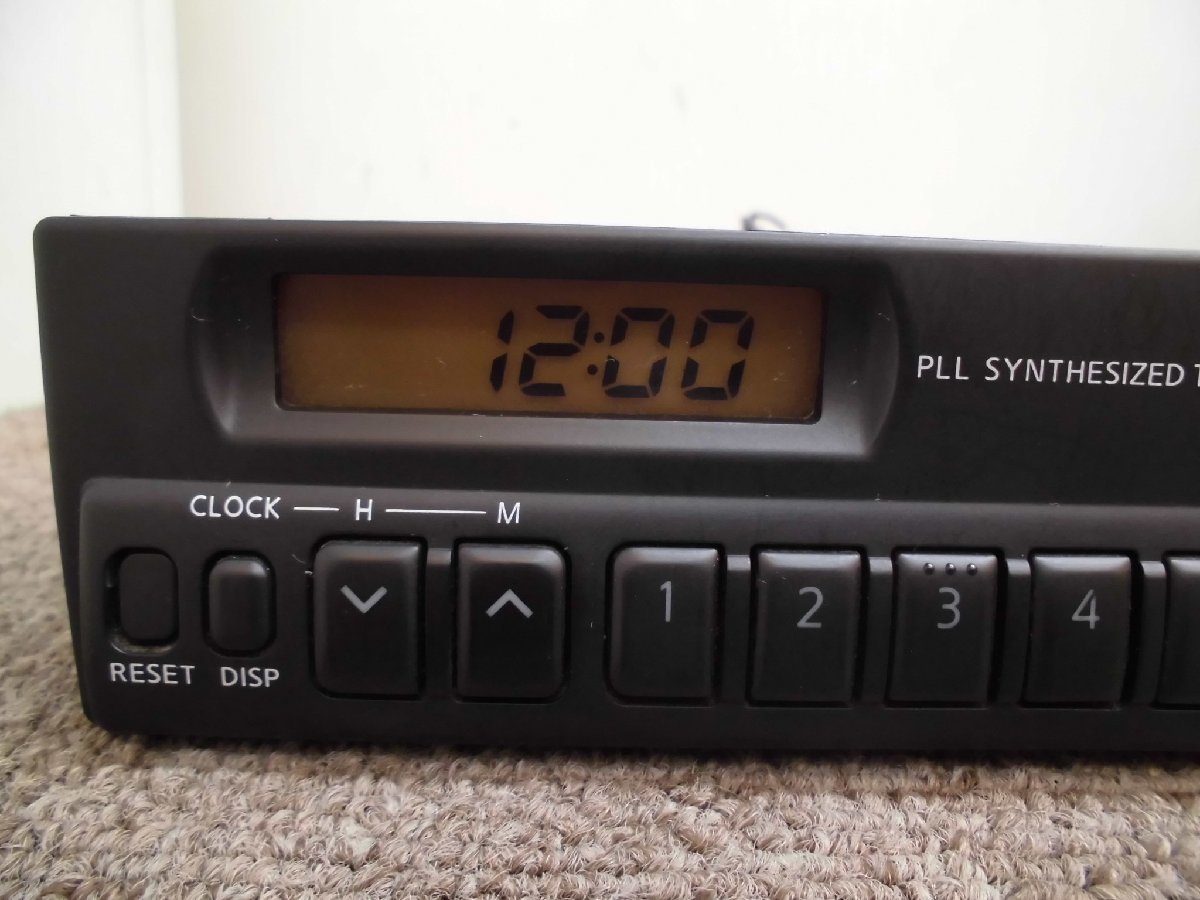 12:00
PLL SYNTHESIZED
CLOCK H M
1 2 3 4
RESET DISP